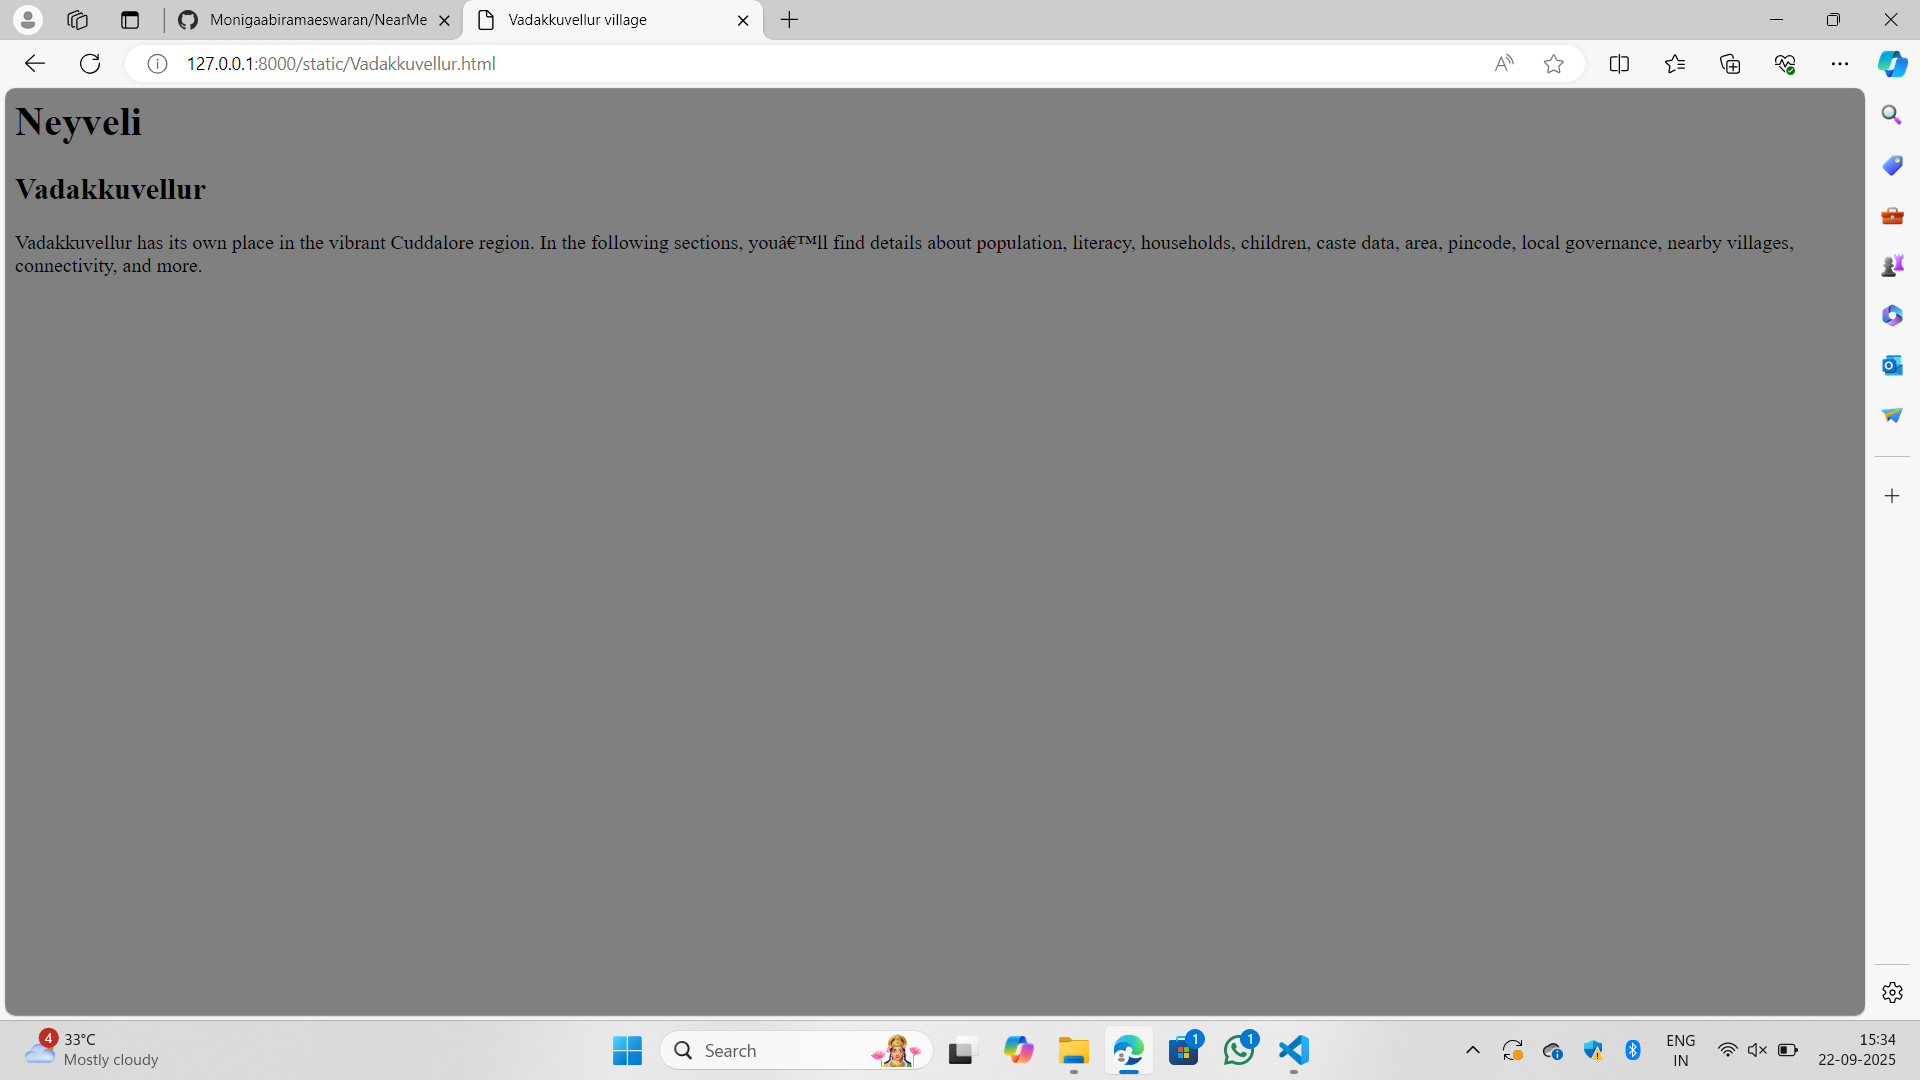 Monigaabiramaeswaran/NearMe
Vadakkuvellur village
127.0.0.1:8000/static/Vadakkuvellur.html
Neyveli
Vadakkuvellur
Vadakkuvellur has its own place in the vibrant Cuddalore region. In the following sections, youâ€™ll find details about population, literacy, households, children, caste data, area, pincode, local governance, nearby villages,
connectivity, and more.
4
33°C
Mostly cloudy
Search
1
1
ENG
IN
15:34
22-09-2025